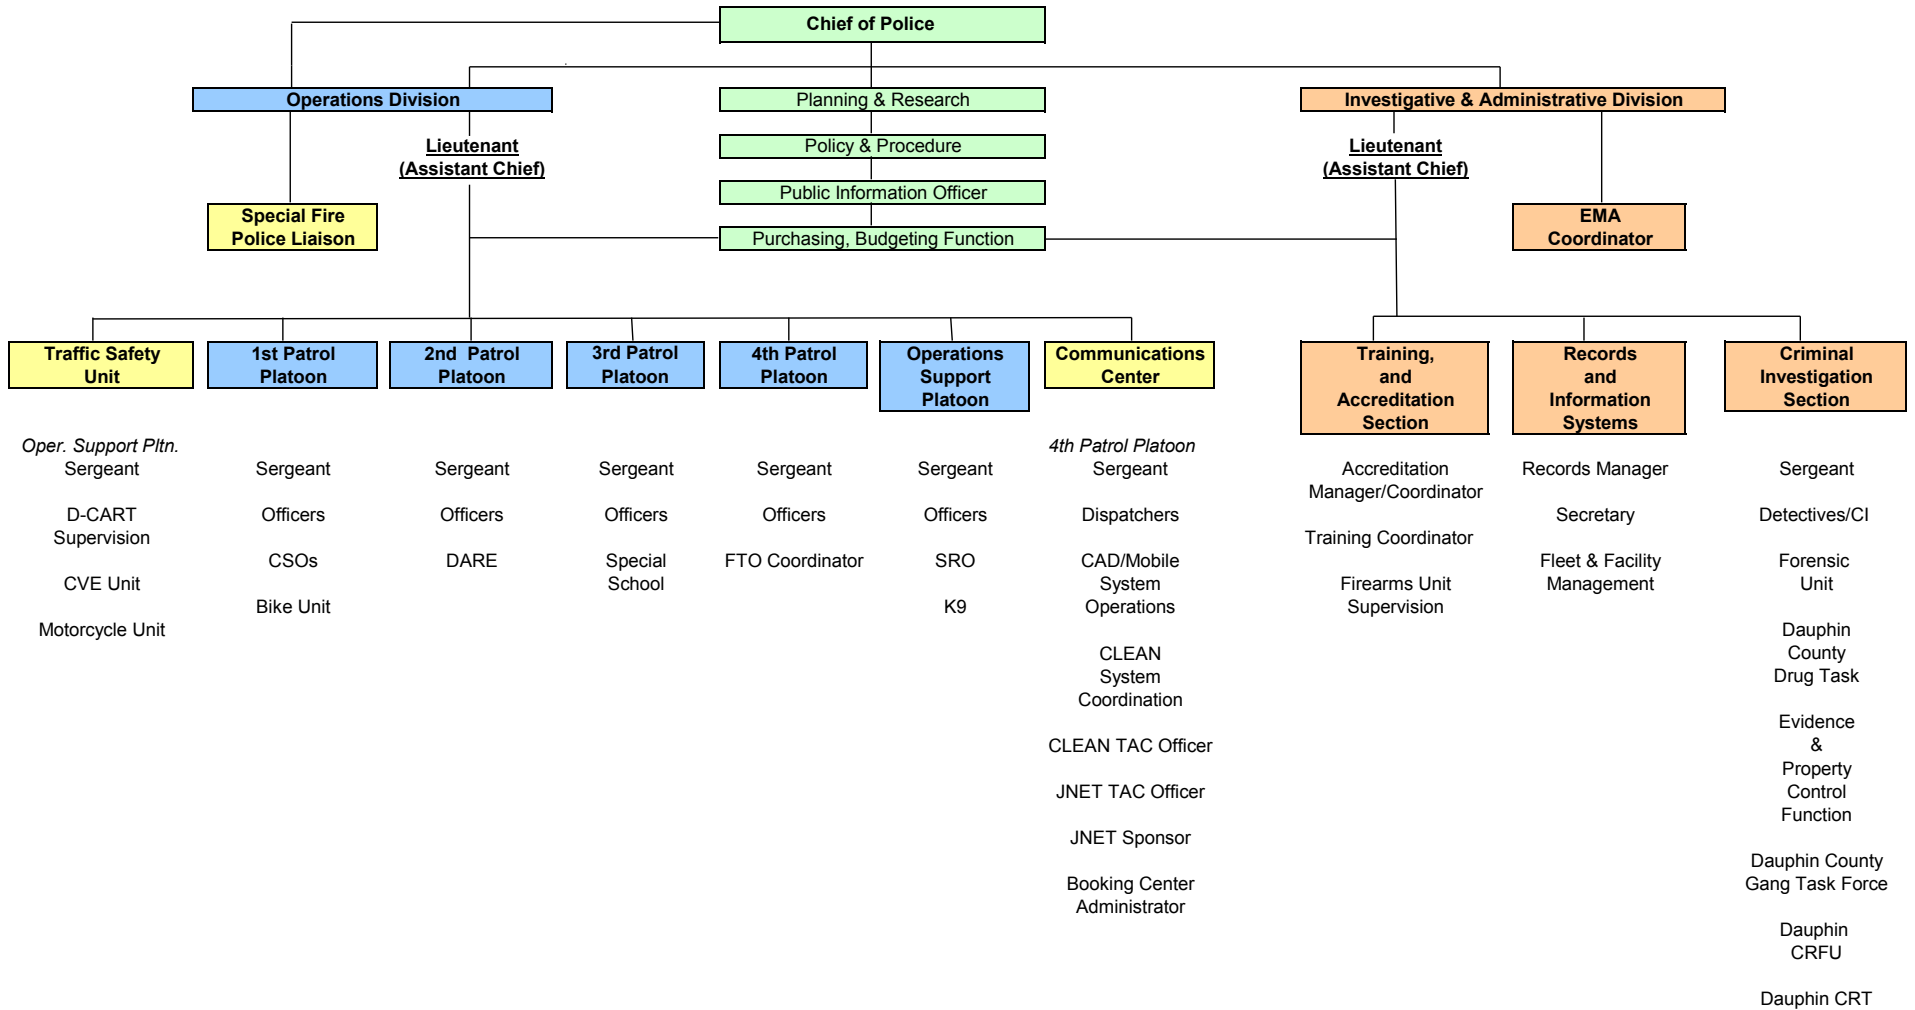 Chief of Police
Operations Division
Planning & Research
Investigative & Administrative Division
Lieutenant
(Assistant Chief)
Policy & Procedure
Lieutenant
(Assistant Chief)
Public Information Officer
Special Fire
Police Liaison
Purchasing, Budgeting Function
EMA
Coordinator
Traffic Safety
Unit
1st Patrol
Platoon
2nd Patrol
Platoon
3rd Patrol
Platoon
4th Patrol
Platoon
Operations
Support
Platoon
Communications
Center
Training,
and
Accreditation
Section
Records
and
Information
Systems
Criminal
Investigation
Section
Oper. Support Pltn.
Sergeant
D-CART
Supervision
CVE Unit
Motorcycle Unit
Sergeant
Officers
CSOs
Bike Unit
Sergeant
Officers
DARE
Sergeant
Officers
Special
School
Sergeant
Officers
FTO Coordinator
Sergeant
Officers
SRO
K9
4th Patrol Platoon
Sergeant
Dispatchers
CAD/Mobile
System
Operations
CLEAN
System
Coordination
CLEAN TAC Officer
JNET TAC Officer
JNET Sponsor
Booking Center
Administrator
Accreditation
Manager/Coordinator
Training Coordinator
Firearms Unit
Supervision
Records Manager
Secretary
Fleet & Facility
Management
Sergeant
Detectives/CI
Forensic
Unit
Dauphin
County
Drug Task
Evidence
&
Property
Control
Function
Dauphin County
Gang Task Force
Dauphin
CRFU
Dauphin CRT